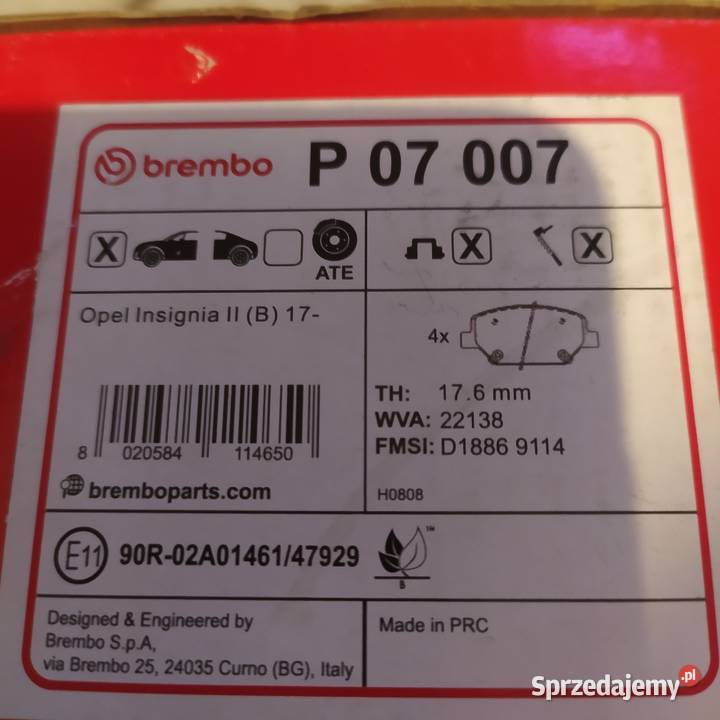 brembo P 07 007
X X X
ATE
Opel Insignia II (B) 17-
4x
TH: 17.6 mm
WVA: 22138
FMSI: D1886 9114
8 020584 114650
bremboparts.com
H0808
E11 90R-02A01461/47929
TM
B
Designed & Engineered by
Brembo S.p.A,
via Brembo 25, 24035 Curno (BG), Italy
Made in PRC
Sprzedajemy.pl